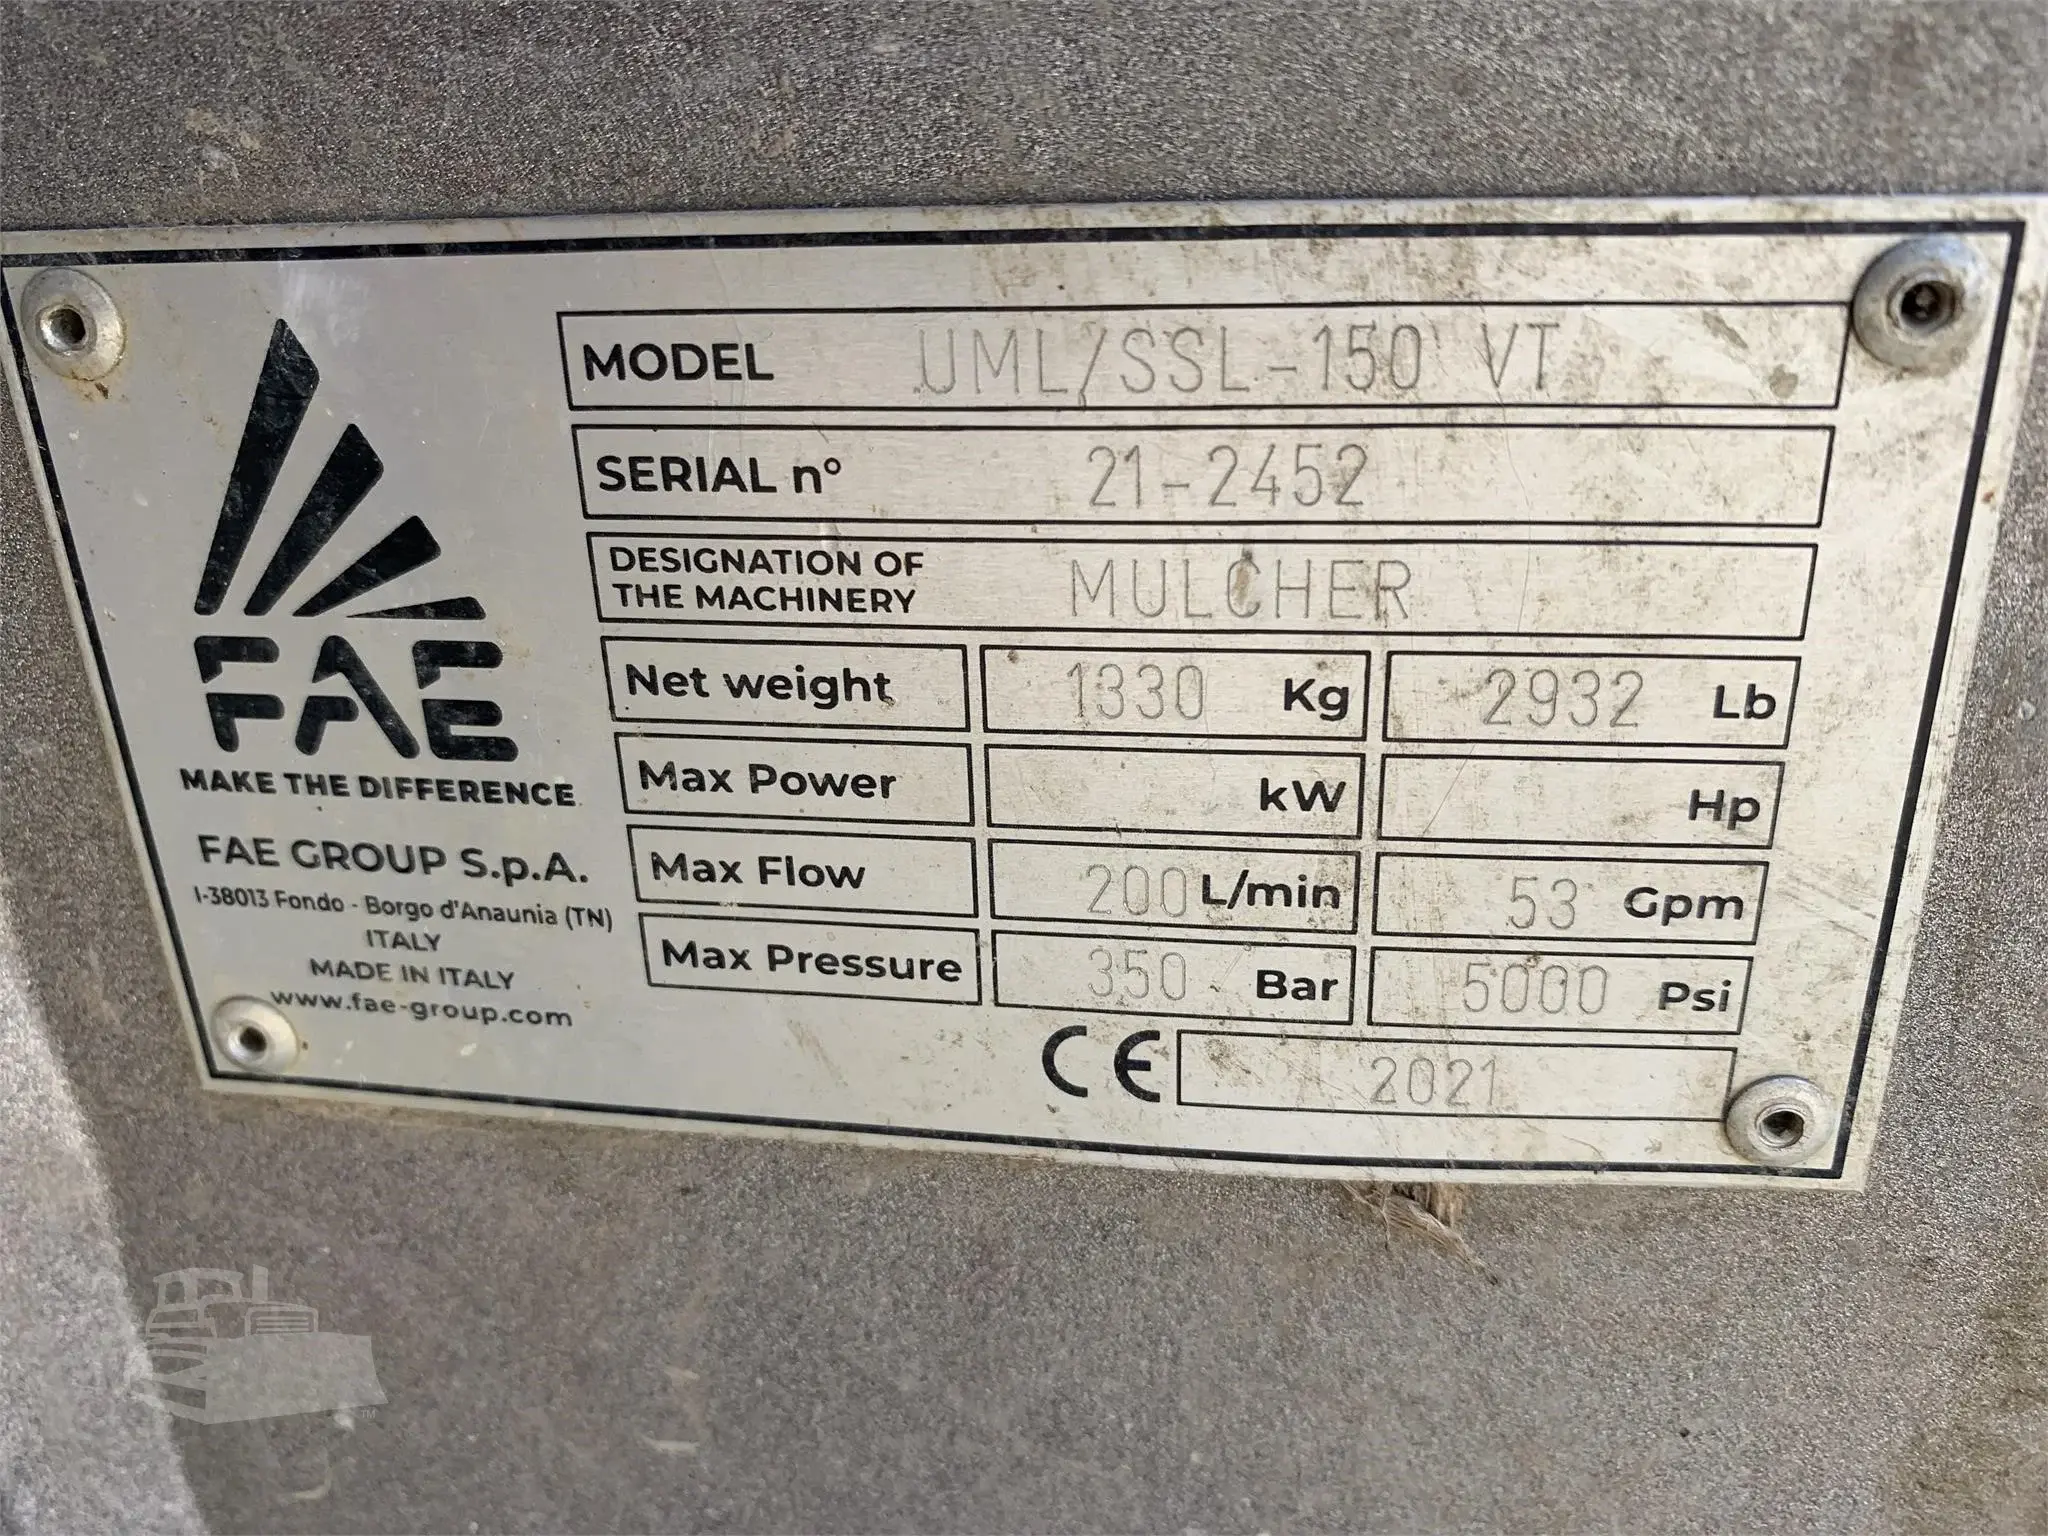 MODEL UML/SSL-150 VT
SERIAL n° 21-2452
DESIGNATION OF
THE MACHINERY MULCHER
Net weight 1330 Kg 2932 Lb
Max Power kW Hp
Max Flow 200 L/min 53 Gpm
Max Pressure 350 Bar 5000 Psi
CE 2021
FAE
MAKE THE DIFFERENCE
FAE GROUP S.p.A.
I-38013 Fondo - Borgo d'Anaunia (TN)
ITALY
MADE IN ITALY
www.fae-group.com
TM